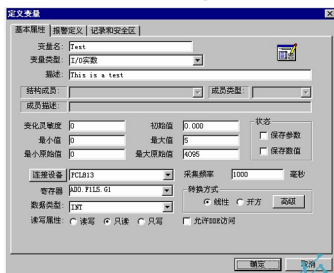 定义变量
基本属性 报警定义 记录和安全区
变量名: Test
变量类型: I/O实数
描述: This is a test
结构成员: 成员类型:
成员描述:
变化灵敏度 0 初始值 0.000 状态
最小值 0 最大值 5 保存参数
最小原始值 0 最大原始值 4095 保存数值
连接设备 PCL813 采集频率 1000 毫秒
寄存器 AD0.F1L5.G1 转换方式
数据类型: INT 线性 开方 高级
读写属性: 读写 只读 只写 允许DDE访问
确定 取消